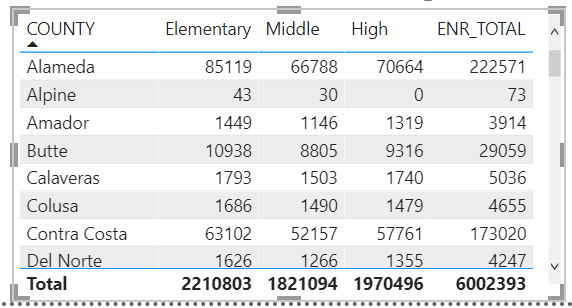 COUNTY Elementary Middle High ENR_TOTAL
Alameda 85119 66788 70664 222571
Alpine 43 30 0 73
Amador 1449 1146 1319 3914
Butte 10938 8805 9316 29059
Calaveras 1793 1503 1740 5036
Colusa 1686 1490 1479 4655
Contra Costa 63102 52157 57761 173020
Del Norte 1626 1266 1355 4247
Total 2210803 1821094 1970496 6002393